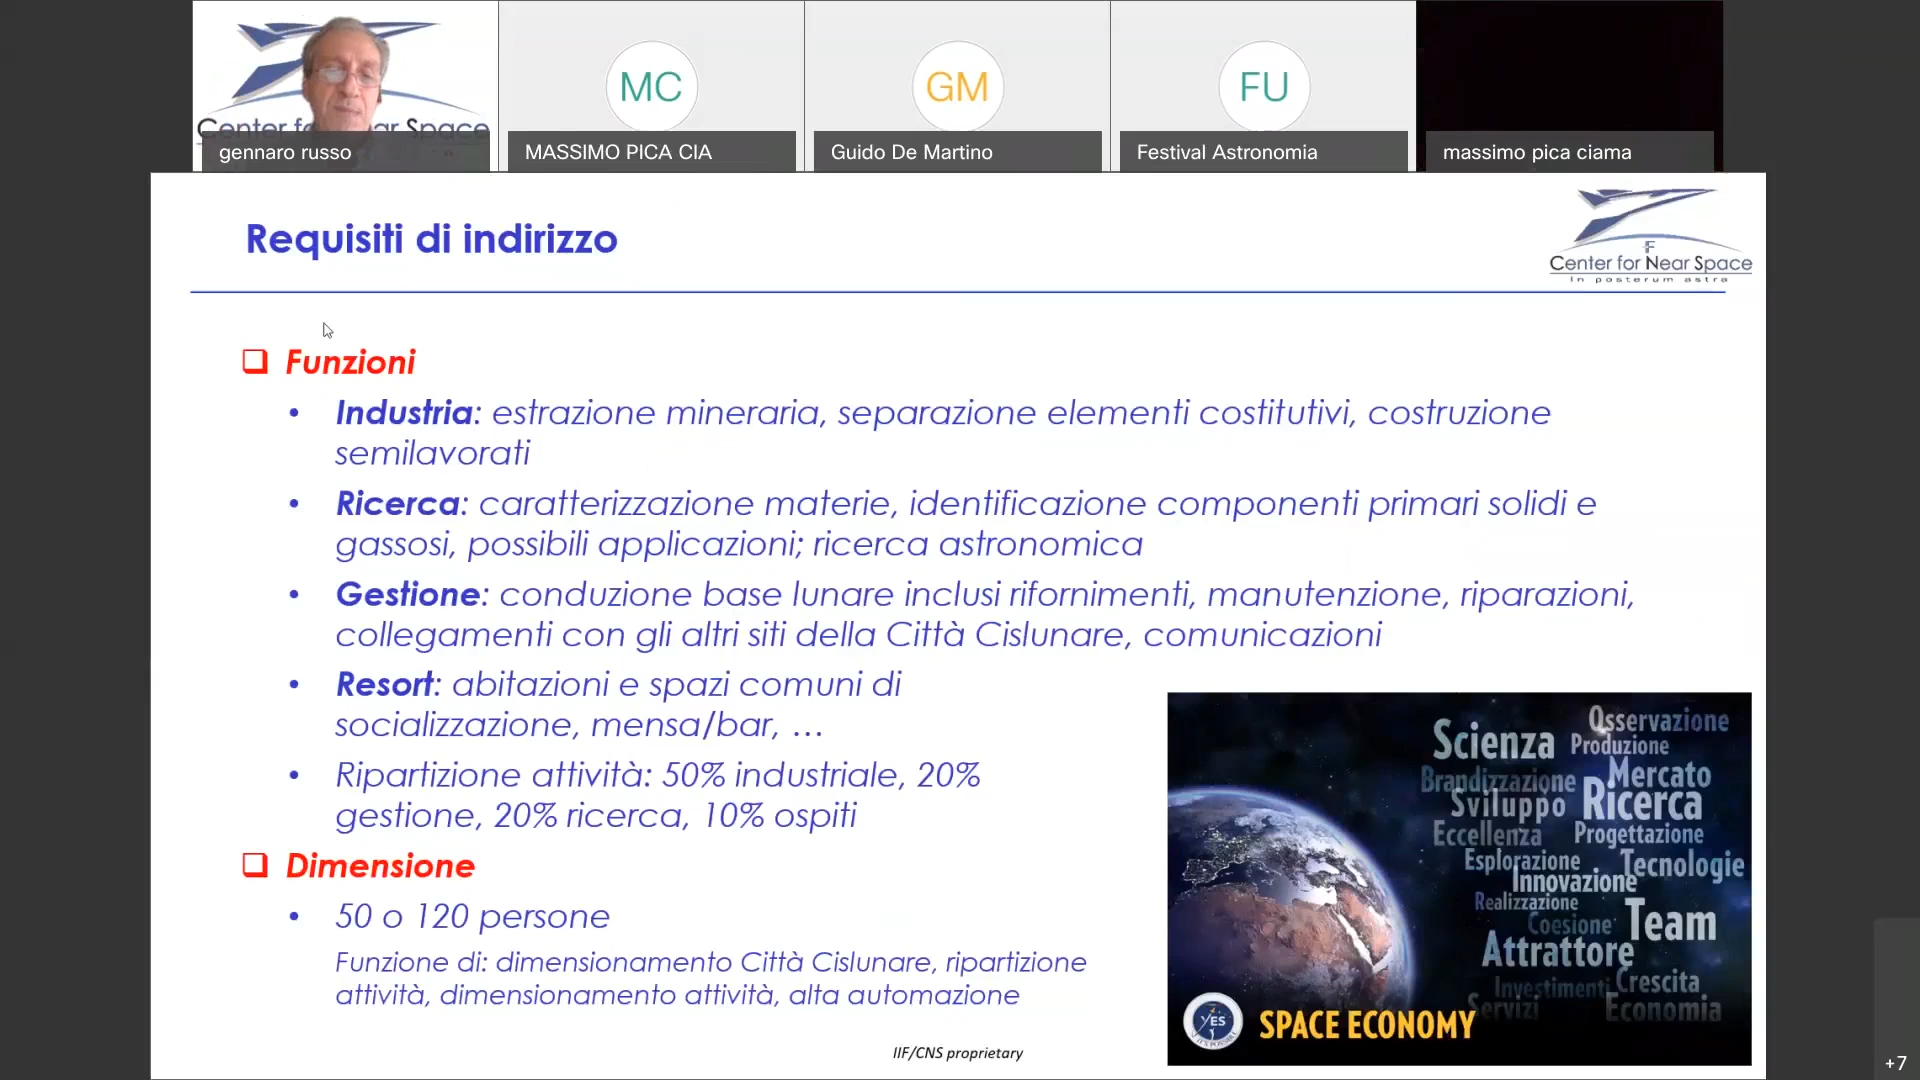 Center for Near Space
gennaro russo
MC
MASSIMO PICA CIA
GM
Guido De Martino
FU
Festival Astronomia
massimo pica ciama
Requisiti di indirizzo
F
Center for Near Space
in posterum astra
Funzioni
• Industria: estrazione mineraria, separazione elementi costitutivi, costruzione
semilavorati
• Ricerca: caratterizzazione materie, identificazione componenti primari solidi e
gassosi, possibili applicazioni; ricerca astronomica
• Gestione: conduzione base lunare inclusi rifornimenti, manutenzione, riparazioni,
collegamenti con gli altri siti della Città Cislunare, comunicazioni
• Resort: abitazioni e spazi comuni di
socializzazione, mensa/bar, ...
• Ripartizione attività: 50% industriale, 20%
gestione, 20% ricerca, 10% ospiti
Dimensione
• 50 o 120 persone
Funzione di: dimensionamento Città Cislunare, ripartizione
attività, dimensionamento attività, alta automazione
IIF/CNS proprietary
Osservazione
Scienza
Produzione
Brandizzazione
Mercato
Sviluppo
Ricerca
Eccellenza
Progettazione
Esplorazione
Tecnologie
Innovazione
Realizzazione
Coesione
Team
Attrattore
Investimenti
Crescita
Servizi
Economia
YES
SPACE ECONOMY
+7